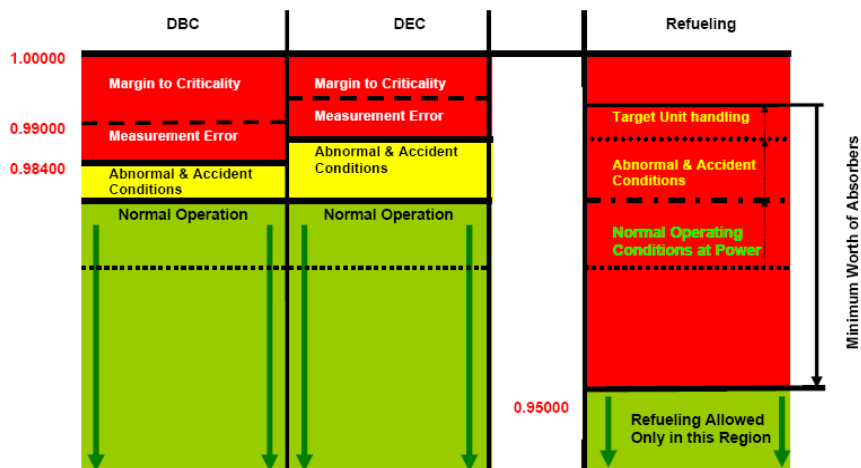 DBC
DEC
Refueling
1.00000
Margin to Criticality
Margin to Criticality
0.99000
Measurement Error
Measurement Error
Target Unit handling
0.98400
Abnormal & Accident
Conditions
Abnormal & Accident
Conditions
Abnormal & Accident
Conditions
Normal Operation
Normal Operation
Normal Operating
Conditions at Power
0.95000
Refueling Allowed
Only in this Region
Minimum Worth of Absorbers